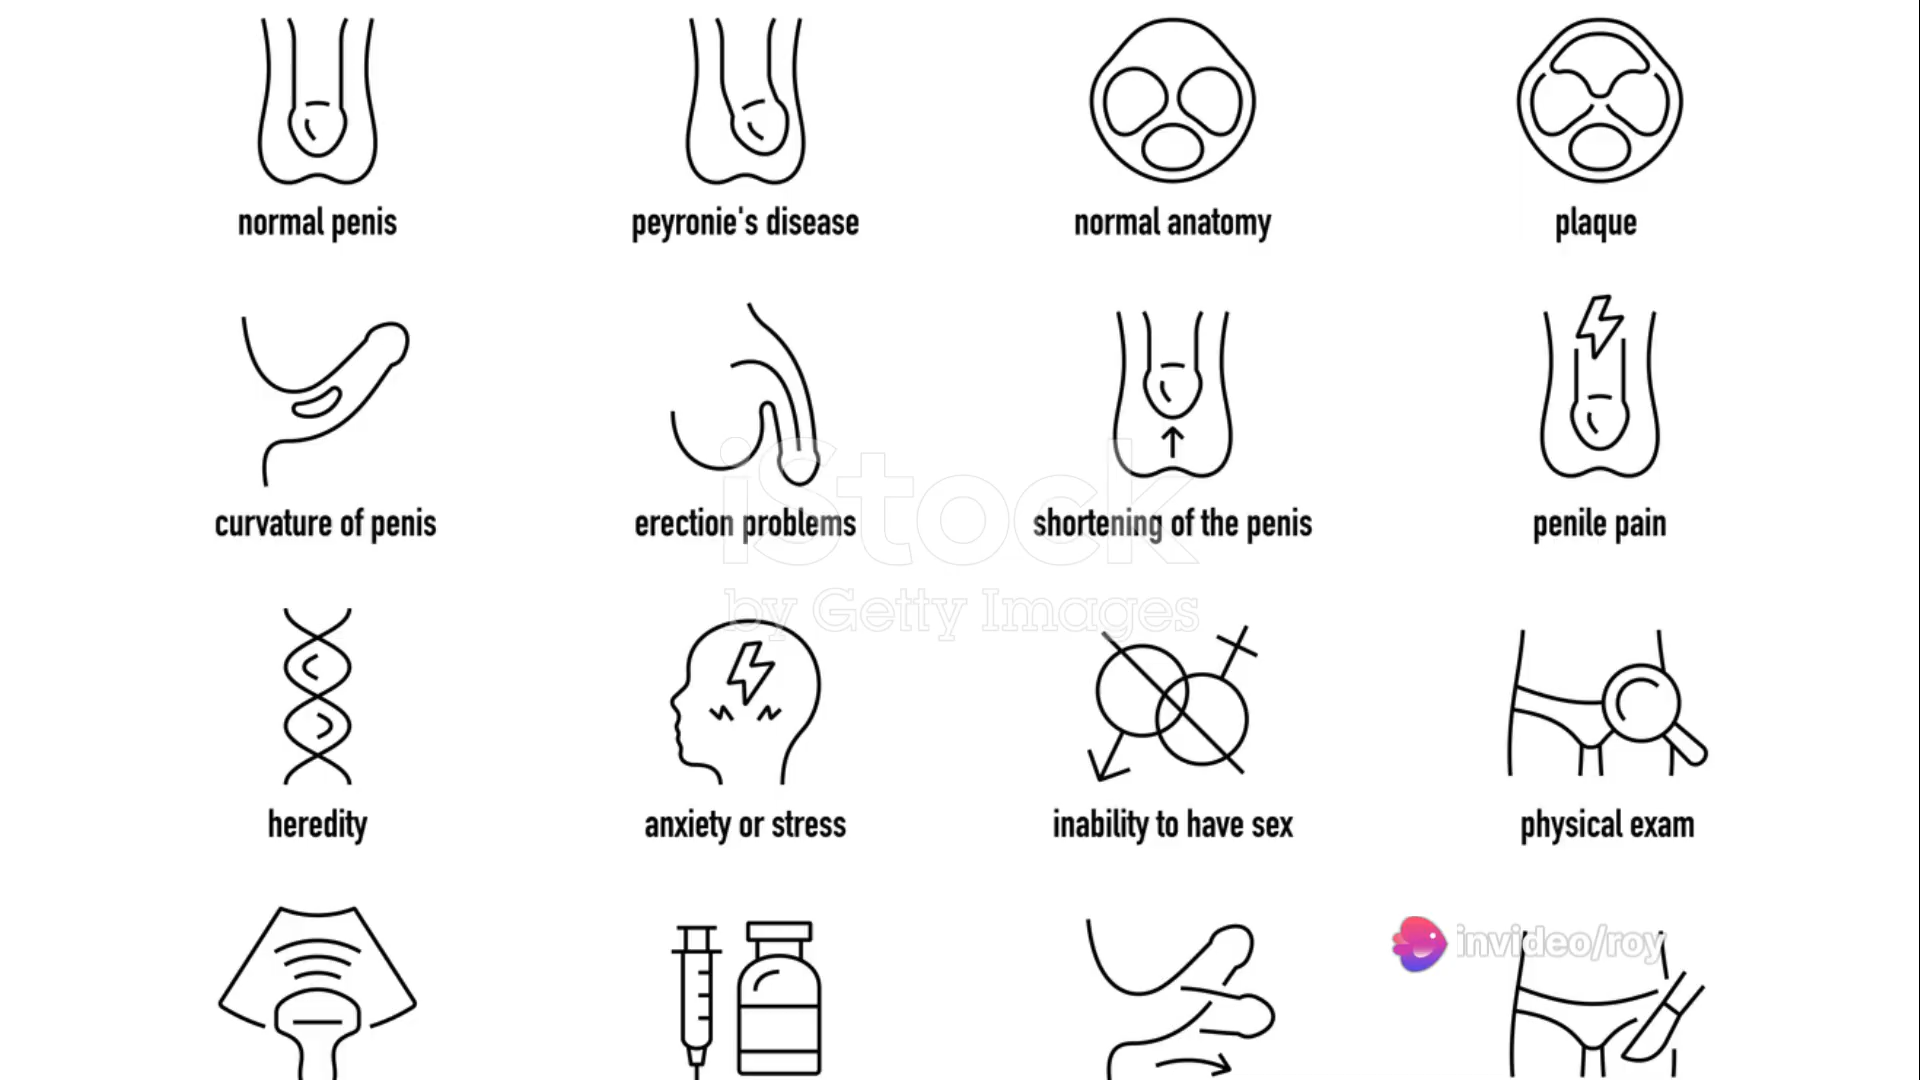 normal penis
peyronie's disease
normal anatomy
plaque
curvature of penis
erection problems
shortening of the penis
penile pain
iStock
by Getty Images
heredity
anxiety or stress
inability to have sex
physical exam
invideo/roy